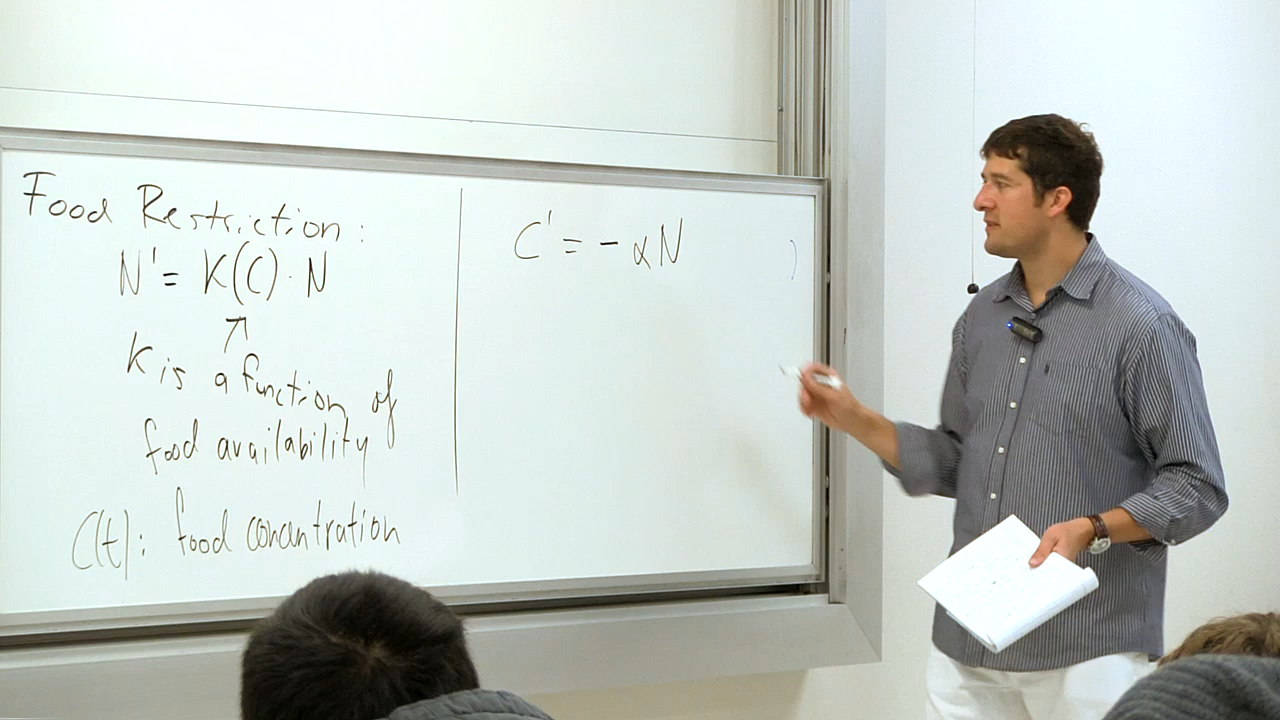 Food Restriction:
N' = K(C) · N
↗
K is a function of
food availability
C(t): food concentration
C' = - αN